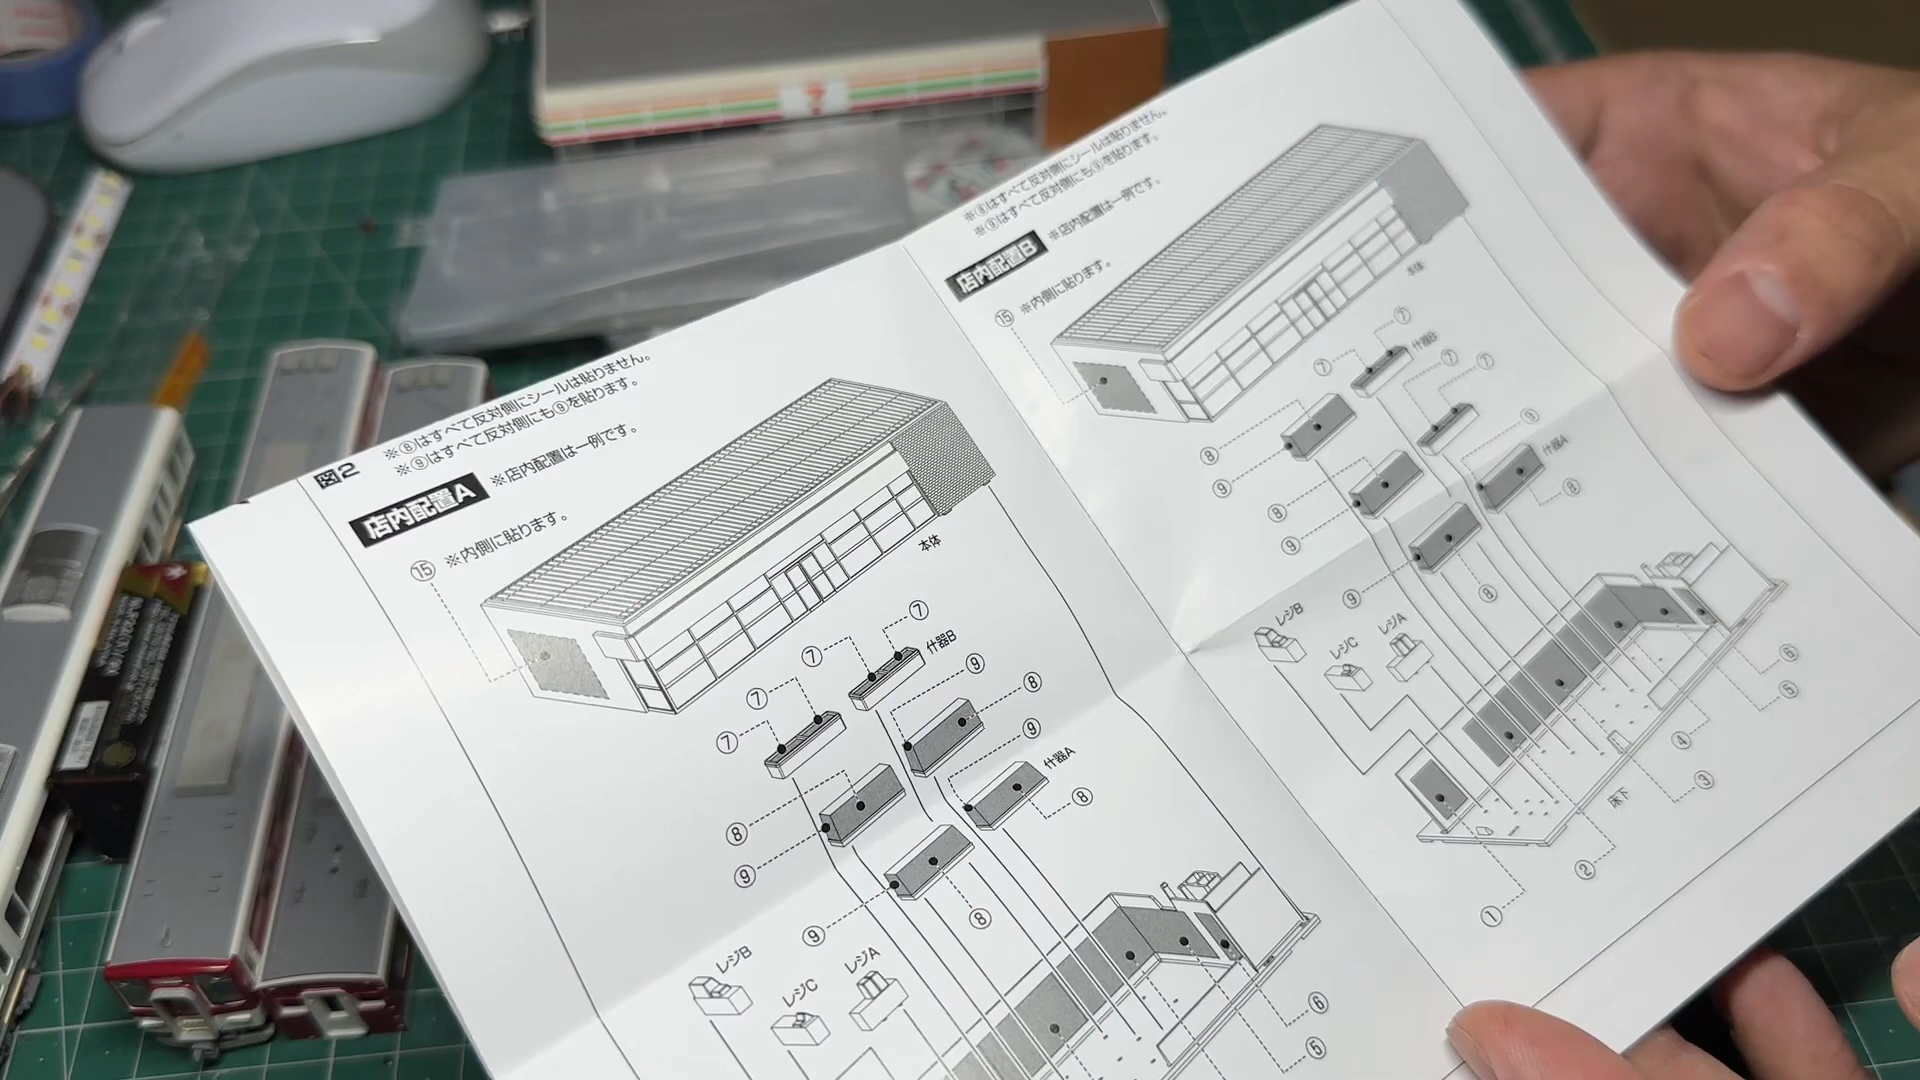 図2
※⑧はすべて反対側にシールは貼りません。
※⑨はすべて反対側にも⑨を貼ります。
店内配置A ※店内配置は一例です。
⑮ ※内側に貼ります。
本体
⑦
⑦
什器B
⑦
⑦
⑨
⑧
⑨
什器A
⑧
⑧
⑨
⑧
⑨
レジB
レジC
レジA
⑥
⑤
※⑧はすべて反対側にシールは貼りません。
※⑨はすべて反対側にも⑨を貼ります。
店内配置B ※店内配置は一例です。
⑮ ※内側に貼ります。
本体
⑦
什器B
⑦
⑦
⑦
⑨
什器A
⑧
⑧
⑨
⑧
⑨
⑧
⑨
レジB
レジC
レジA
⑥
⑤
④
③
床下
②
①
7